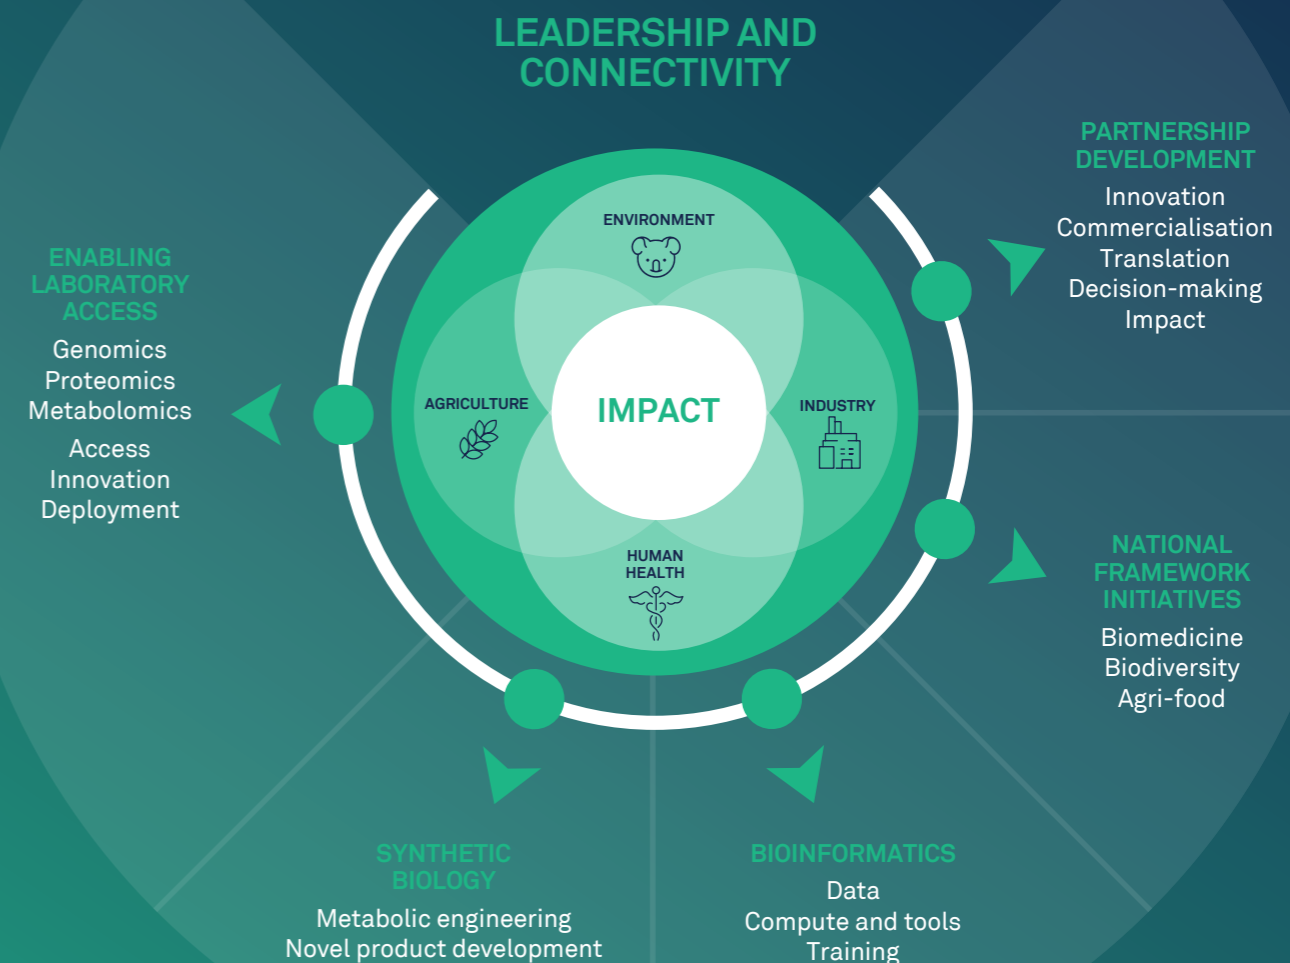 LEADERSHIP AND
CONNECTIVITY
PARTNERSHIP
DEVELOPMENT
Innovation
Commercialisation
Translation
Decision-making
Impact
ENABLING
LABORATORY
ACCESS
Genomics
Proteomics
Metabolomics
Access
Innovation
Deployment
ENVIRONMENT
AGRICULTURE
IMPACT
INDUSTRY
HUMAN
HEALTH
NATIONAL
FRAMEWORK
INITIATIVES
Biomedicine
Biodiversity
Agri-food
SYNTHETIC
BIOLOGY
Metabolic engineering
Novel product development
BIOINFORMATICS
Data
Compute and tools
Training